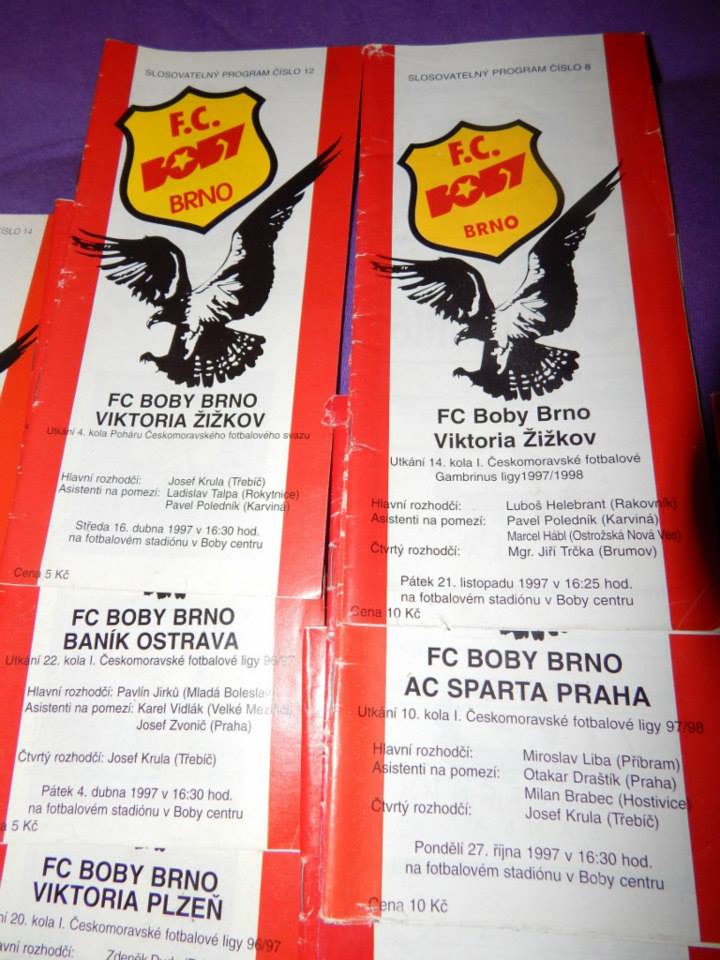 SLOSOVATELNÝ PROGRAM ČÍSLO 12
F.C.
BOBY
BRNO
FC BOBY BRNO
VIKTORIA ŽIŽKOV
Utkání 4. kola Poháru Českomoravského fotbalového svazu
Hlavní rozhodčí: Josef Krula (Třebíč)
Asistenti na pomezí: Ladislav Talpa (Rokytnice)
Pavel Poledník (Karviná)
Středa 16. dubna 1997 v 16:30 hod.
na fotbalovém stadiónu v Boby centru
Cena 5 Kč
SLOSOVATELNÝ PROGRAM ČÍSLO 8
F.C.
BOBY
BRNO
FC Boby Brno
Viktoria Žižkov
Utkání 14. kola I. Českomoravské fotbalové
Gambrinus ligy1997/1998
Hlavní rozhodčí: Luboš Helebrant (Rakovník)
Asistenti na pomezí: Pavel Poledník (Karviná)
Marcel Hábl (Ostrožská Nová Ves)
Čtvrtý rozhodčí: Mgr. Jiří Trčka (Brumov)
Pátek 21. listopadu 1997 v 16:25 hod.
na fotbalovém stadiónu v Boby centru
Cena 10 Kč
ČÍSLO 14
FC BOBY BRNO
BANÍK OSTRAVA
Utkání 22. kola I. Českomoravské fotbalové ligy 96/97
Hlavní rozhodčí: Pavlín Jirků (Mladá Boleslav
Asistenti na pomezí: Karel Vidlák (Velké
Josef Zvonič (Praha)
Čtvrtý rozhodčí: Josef Krula (Třebíč)
Pátek 4. dubna 1997 v 16:30 hod.
na fotbalovém stadiónu v Boby centru
a 5 Kč
FC BOBY BRNO
AC SPARTA PRAHA
Utkání 10. kola I. Českomoravské fotbalové ligy 97/98
Hlavní rozhodčí: Miroslav Liba (Příbram)
Asistenti na pomezí: Otakar Draštík (Praha)
Milan Brabec (Hostivice)
Čtvrtý rozhodčí: Josef Krula (Třebíč)
Pondělí 27. října 1997 v 16:30 hod.
na fotbalovém stadiónu v Boby centru
Cena 10 Kč
FC BOBY BRNO
VIKTORIA PLZEŇ
ní 20. kola I. Českomoravské fotbalové ligy 96/97
avní rozhodčí: Zdeněk